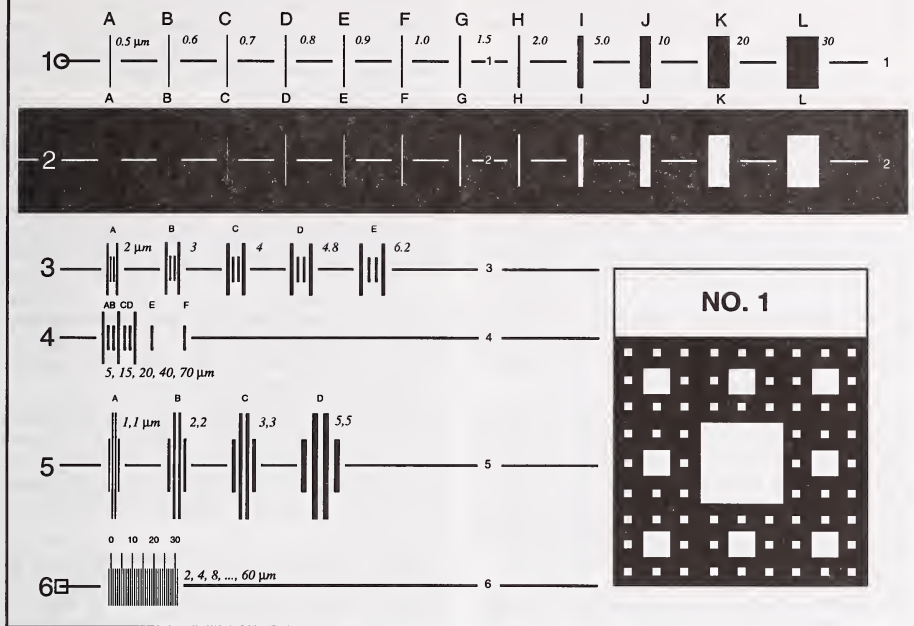 A B C D E F G H I J K L
0.5 µm 0.6 0.7 0.8 0.9 1.0 1.5 2.0 5.0 10 20 30
1 1 1
A B C D E F G H I J K L
2 2 2
A B C D E
2 µm 3 4 4.8 6.2
3 3
AB CD E F
4 4
5, 15, 20, 40, 70 µm
A B C D
1,1 µm 2,2 3,3 5,5
5 5
0 10 20 30
2, 4, 8, ..., 60 µm
6 6
NO. 1